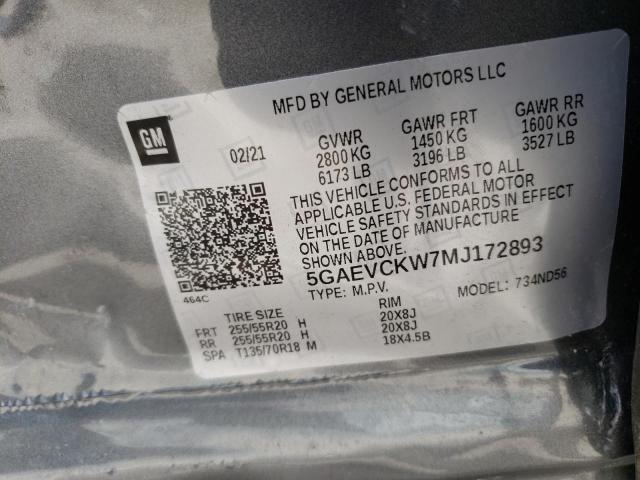 MFD BY GENERAL MOTORS LLC
GM
02/21 GVWR GAWR FRT GAWR RR
2800 KG 1450 KG 1600 KG
6173 LB 3196 LB 3527 LB
THIS VEHICLE CONFORMS TO ALL
APPLICABLE U.S. FEDERAL MOTOR
VEHICLE SAFETY STANDARDS IN EFFECT
ON THE DATE OF MANUFACTURE
SHOWN ABOVE.
5GAEVCKW7MJ172893
464C
TYPE: M.P.V. MODEL: 734ND56
TIRE SIZE RIM
FRT 255/55R20 H 20X8J
RR 255/55R20 H 20X8J
SPA T135/70R18 M 18X4.5B